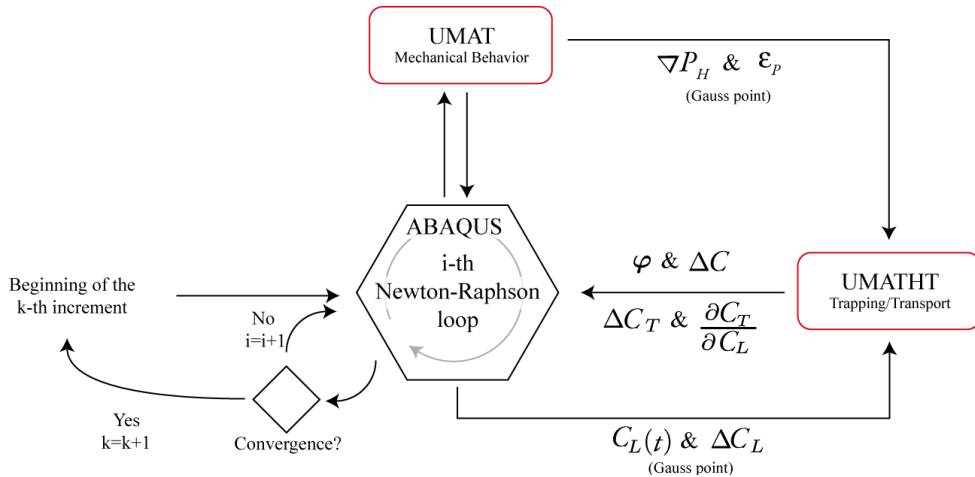 UMAT
Mechanical Behavior
∇P_H & ε_P
(Gauss point)
ABAQUS
i-th
Newton-Raphson
loop
φ & ΔC
ΔC_T & ∂C_T/∂C_L
UMATHT
Trapping/Transport
Beginning of the
k-th increment
No
i=i+1
Yes
k=k+1
Convergence?
C_L(t) & ΔC_L
(Gauss point)